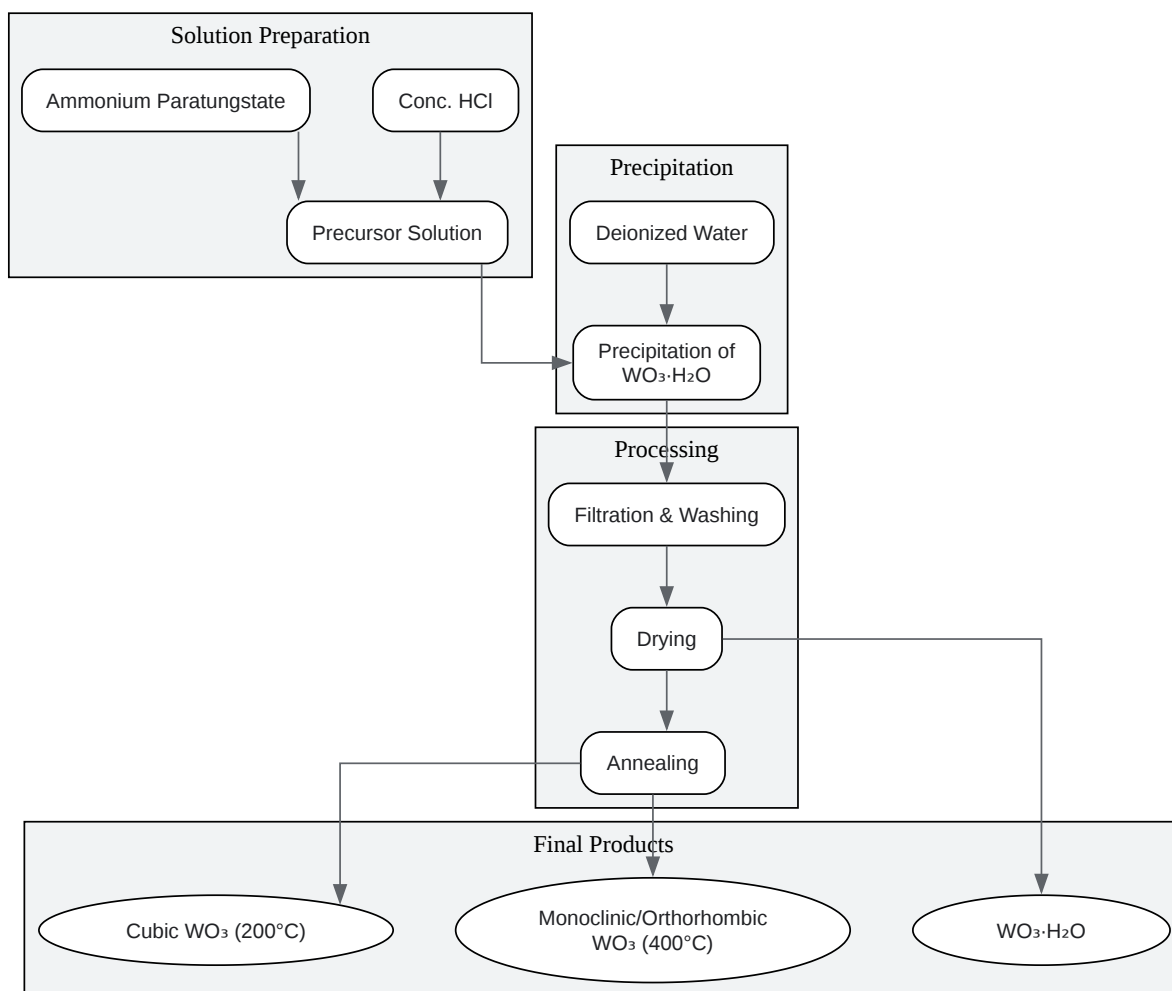 Solution Preparation
Ammonium Paratungstate
Conc. HCl
Precursor Solution
Precipitation
Deionized Water
Precipitation of
WO₃·H₂O
Processing
Filtration & Washing
Drying
Annealing
Final Products
Cubic WO₃ (200°C)
Monoclinic/Orthorhombic
WO₃ (400°C)
WO₃·H₂O